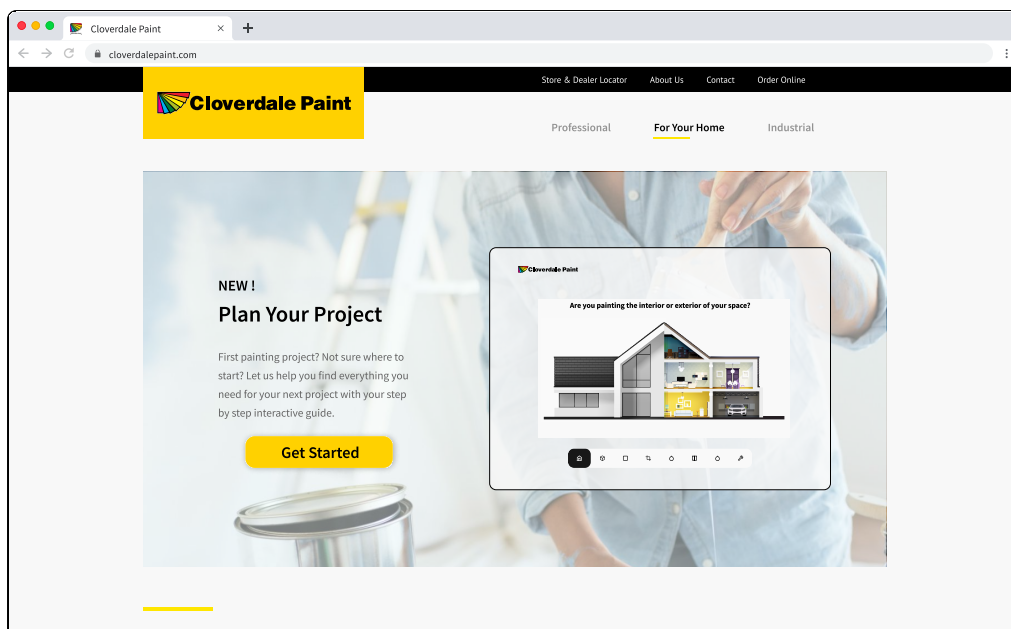 Cloverdale Paint
cloverdalepaint.com
Store & Dealer Locator About Us Contact Order Online
Cloverdale Paint
Professional For Your Home Industrial
NEW !
Plan Your Project
First painting project? Not sure where to
start? Let us help you find everything you
need for your next project with your step
by step interactive guide.
Get Started
Cloverdale Paint
Are you painting the interior or exterior of your space?